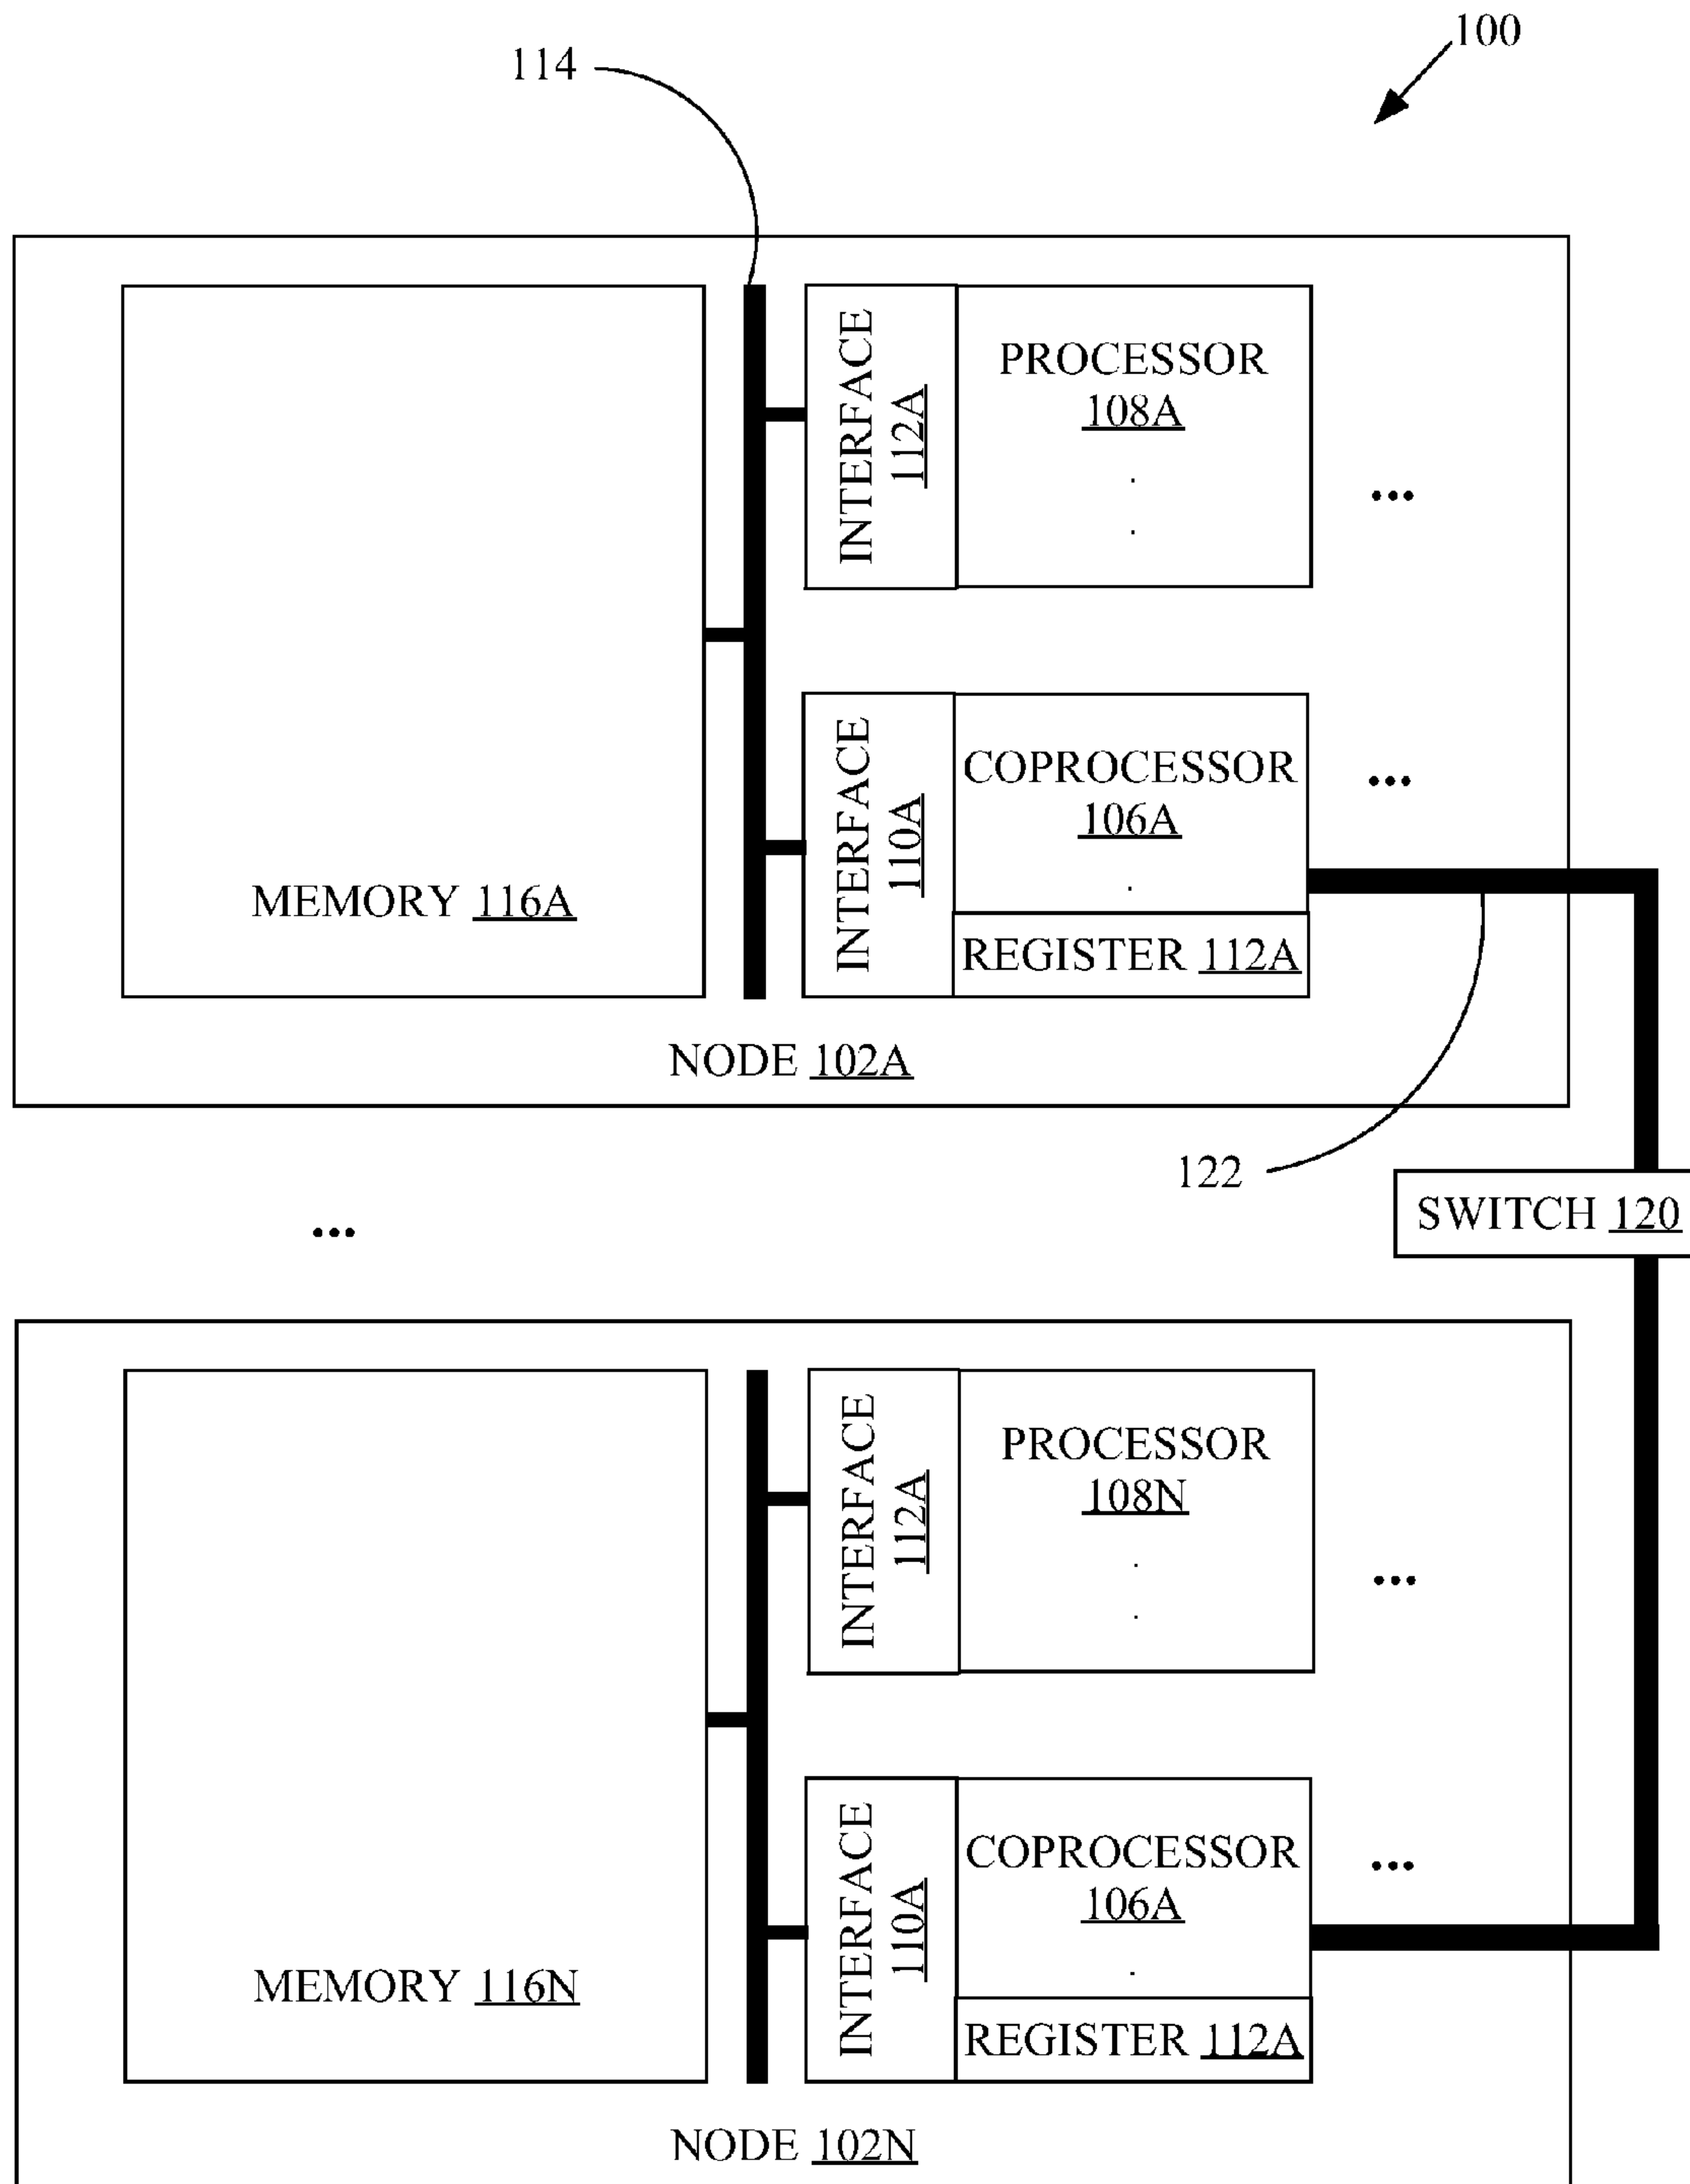 100
114
INTERFACE
112A
PROCESSOR
108A
.
.
...
INTERFACE
110A
COPROCESSOR
106A
.
...
MEMORY 116A
REGISTER 112A
NODE 102A
122
SWITCH 120
...
INTERFACE
112A
PROCESSOR
108N
.
.
...
INTERFACE
110A
COPROCESSOR
106A
.
...
MEMORY 116N
REGISTER 112A
NODE 102N